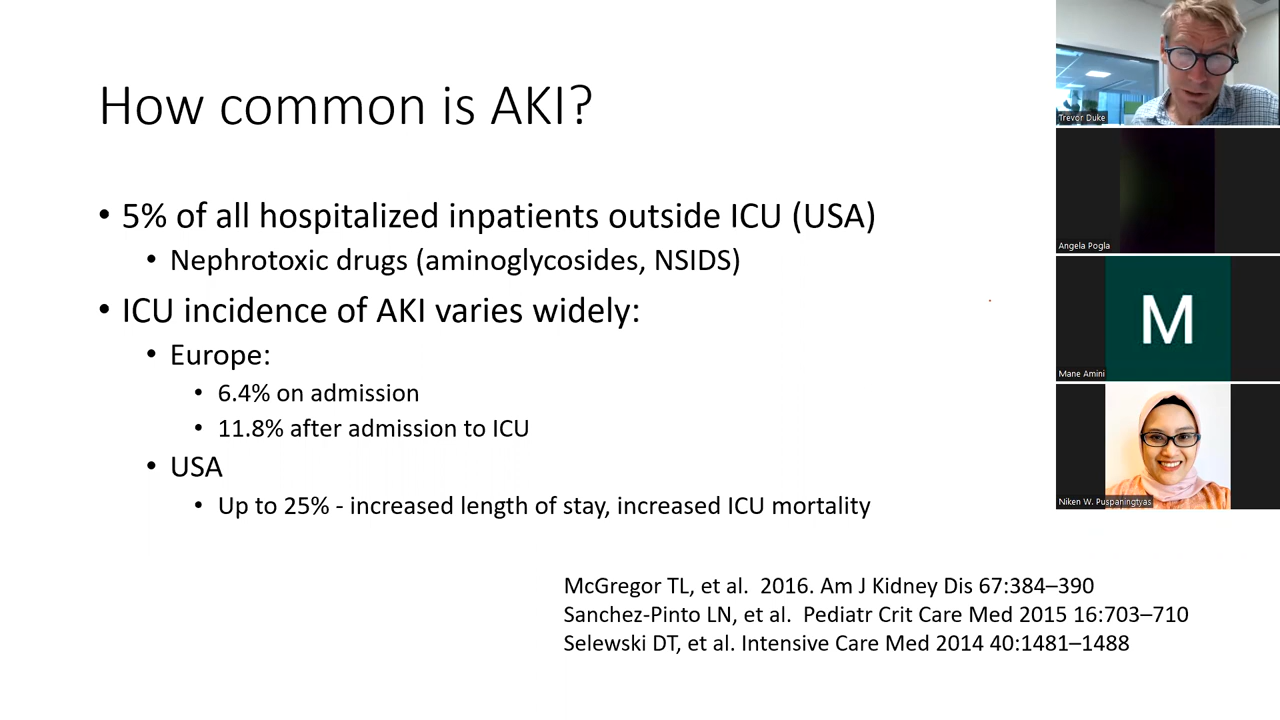 How common is AKI?
• 5% of all hospitalized inpatients outside ICU (USA)
• Nephrotoxic drugs (aminoglycosides, NSIDS)
• ICU incidence of AKI varies widely:
• Europe:
• 6.4% on admission
• 11.8% after admission to ICU
• USA
• Up to 25% - increased length of stay, increased ICU mortality
McGregor TL, et al. 2016. Am J Kidney Dis 67:384–390
Sanchez-Pinto LN, et al. Pediatr Crit Care Med 2015 16:703–710
Selewski DT, et al. Intensive Care Med 2014 40:1481–1488
Trevor Duke
Angela Pogla
M
Mane Amini
Niken W. Puspaningtyas